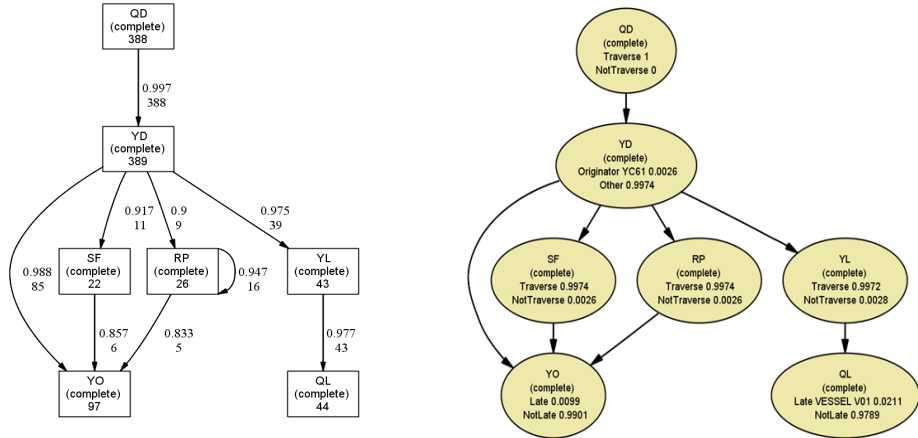 QD
(complete)
388
0.997
388
YD
(complete)
389
0.917
11
0.9
9
0.975
39
0.988
85
SF
(complete)
22
RP
(complete)
26
0.947
16
YL
(complete)
43
0.857
6
0.833
5
0.977
43
YO
(complete)
97
QL
(complete)
44
QD
(complete)
Traverse 1
NotTraverse 0
YD
(complete)
Originator YC61 0.0026
Other 0.9974
SF
(complete)
Traverse 0.9974
NotTraverse 0.0026
RP
(complete)
Traverse 0.9974
NotTraverse 0.0026
YL
(complete)
Traverse 0.9972
NotTraverse 0.0028
YO
(complete)
Late 0.0099
NotLate 0.9901
QL
(complete)
Late VESSEL V01 0.0211
NotLate 0.9789